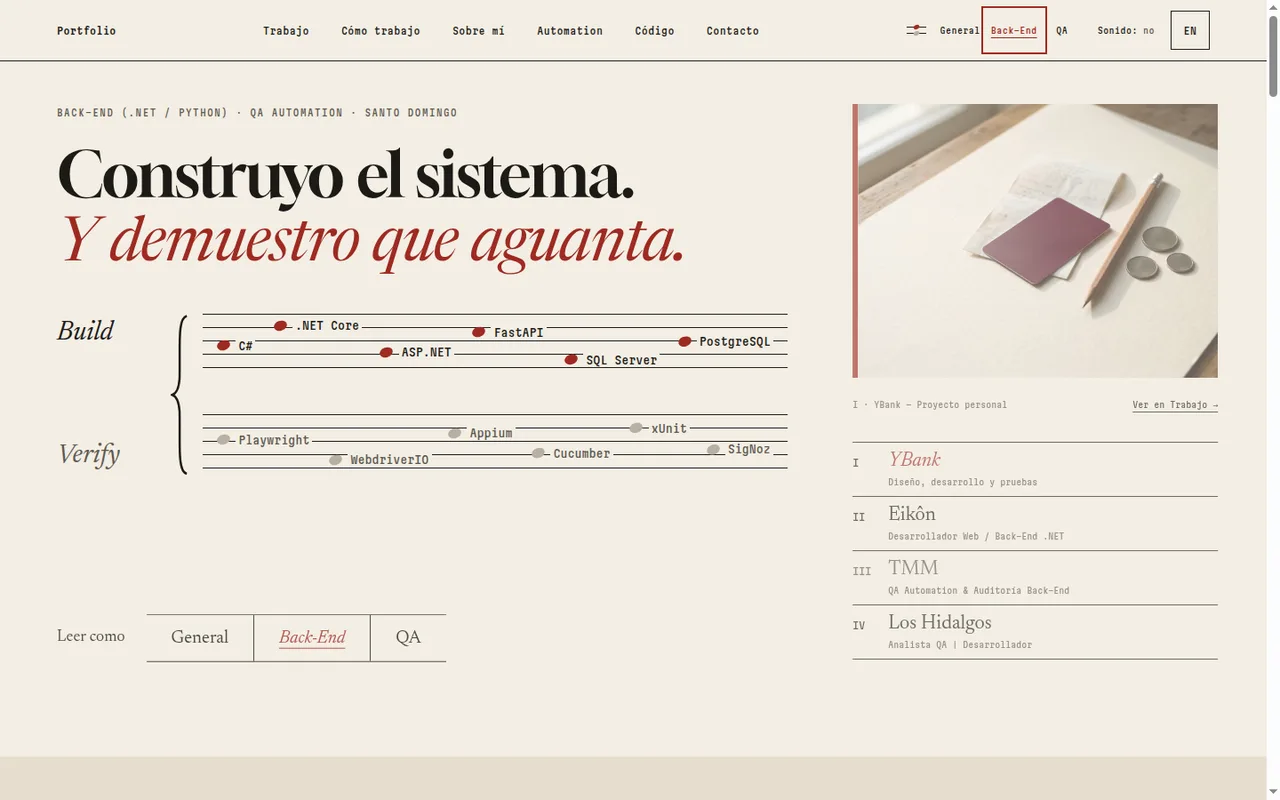 Portfolio
Trabajo
Cómo trabajo
Sobre mí
Automation
Código
Contacto
General
Back-End
QA
Sonido: no
EN
BACK-END (.NET / PYTHON) · QA AUTOMATION · SANTO DOMINGO
Construyo el sistema.
Y demuestro que aguanta.
Build
.NET Core
FastAPI
C#
PostgreSQL
ASP.NET
SQL Server
Verify
xUnit
Appium
Playwright
SigNoz
Cucumber
WebdriverIO
Leer como
General
Back-End
QA
I · YBank — Proyecto personal
Ver en Trabajo →
I
YBank
Diseño, desarrollo y pruebas
II
Eikôn
Desarrollador Web / Back-End .NET
III
TMM
QA Automation & Auditoría Back-End
IV
Los Hidalgos
Analista QA | Desarrollador